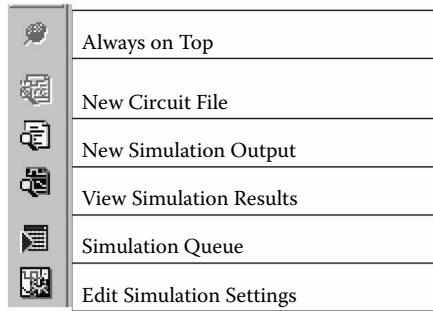 Always on Top
New Circuit File
New Simulation Output
View Simulation Results
Simulation Queue
Edit Simulation Settings